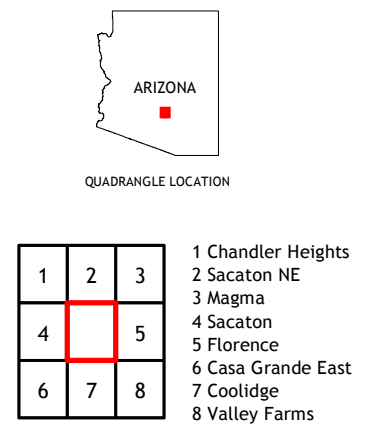 ARIZONA
QUADRANGLE LOCATION
1 2 3
4 5
6 7 8
1 Chandler Heights
2 Sacaton NE
3 Magma
4 Sacaton
5 Florence
6 Casa Grande East
7 Coolidge
8 Valley Farms